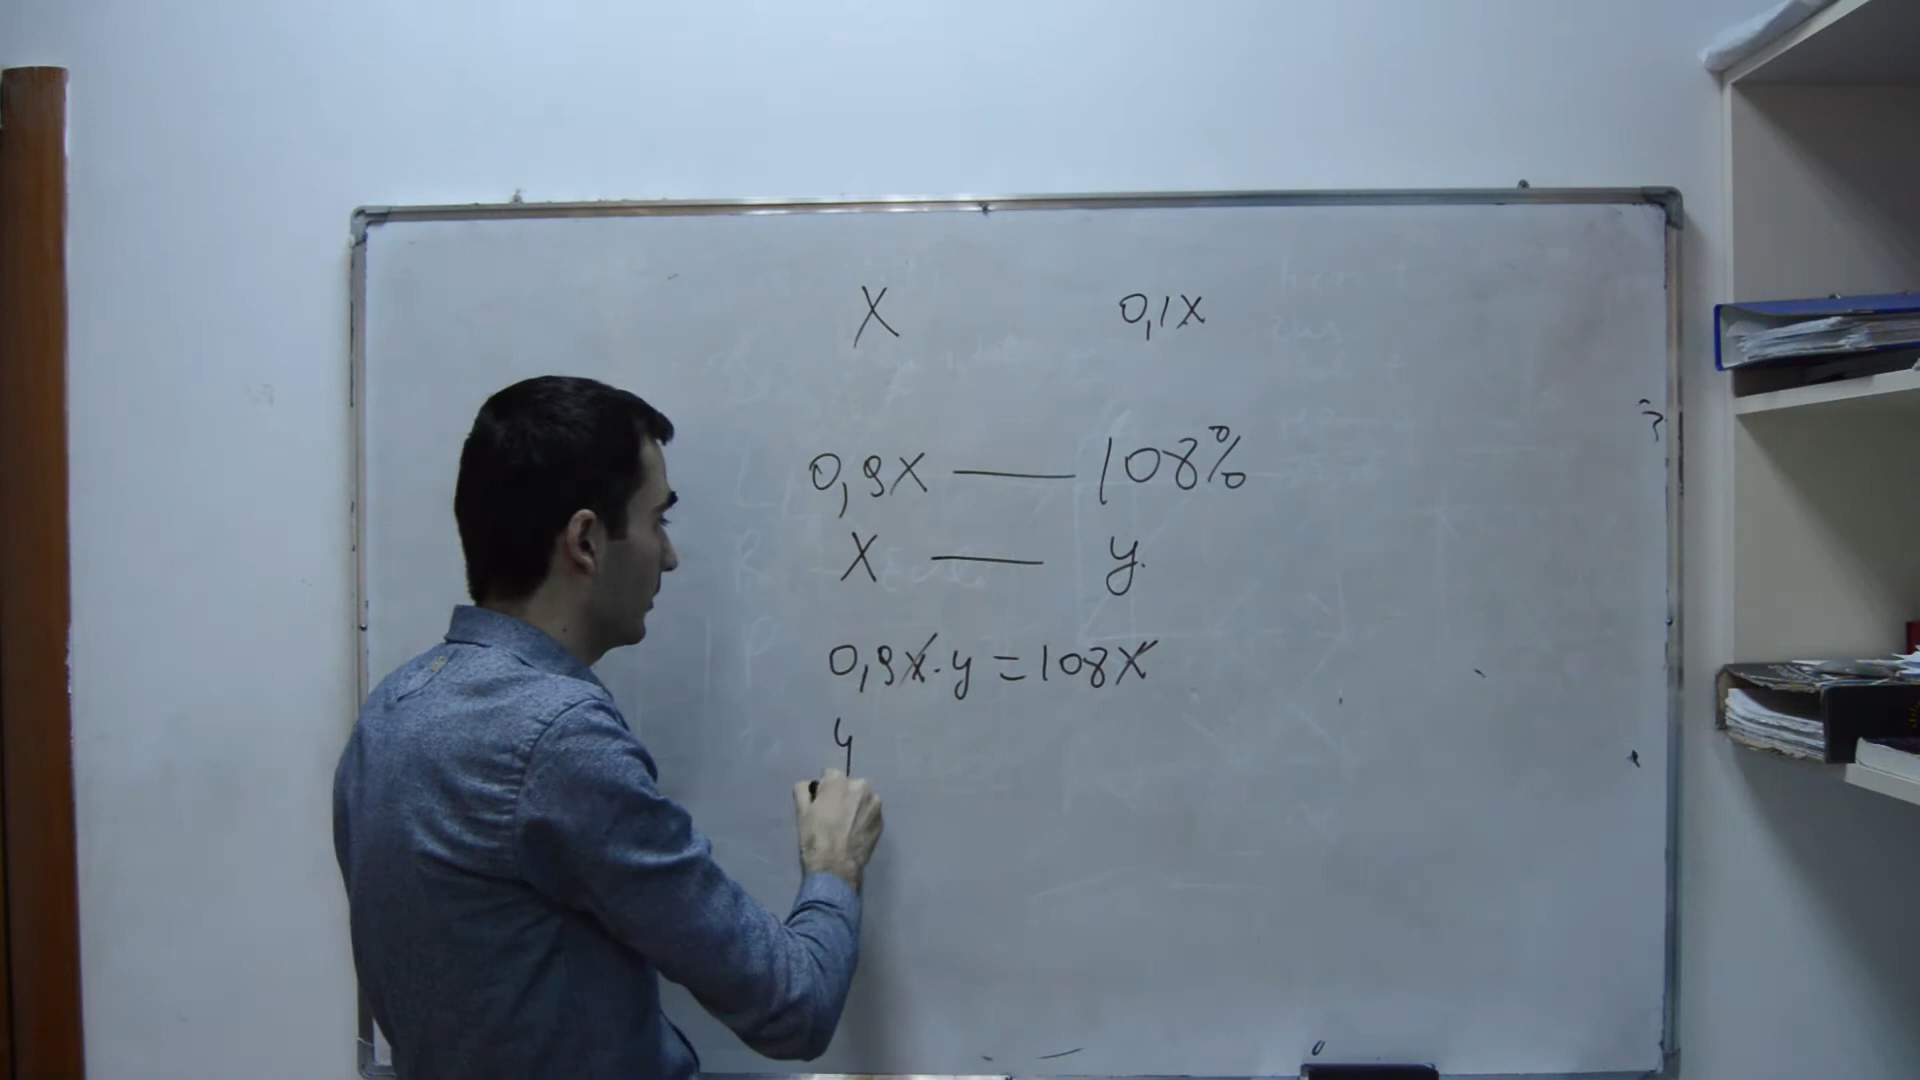 X 0,1X
0,9X — 108%
X — y.
0,9X·y = 108X
y